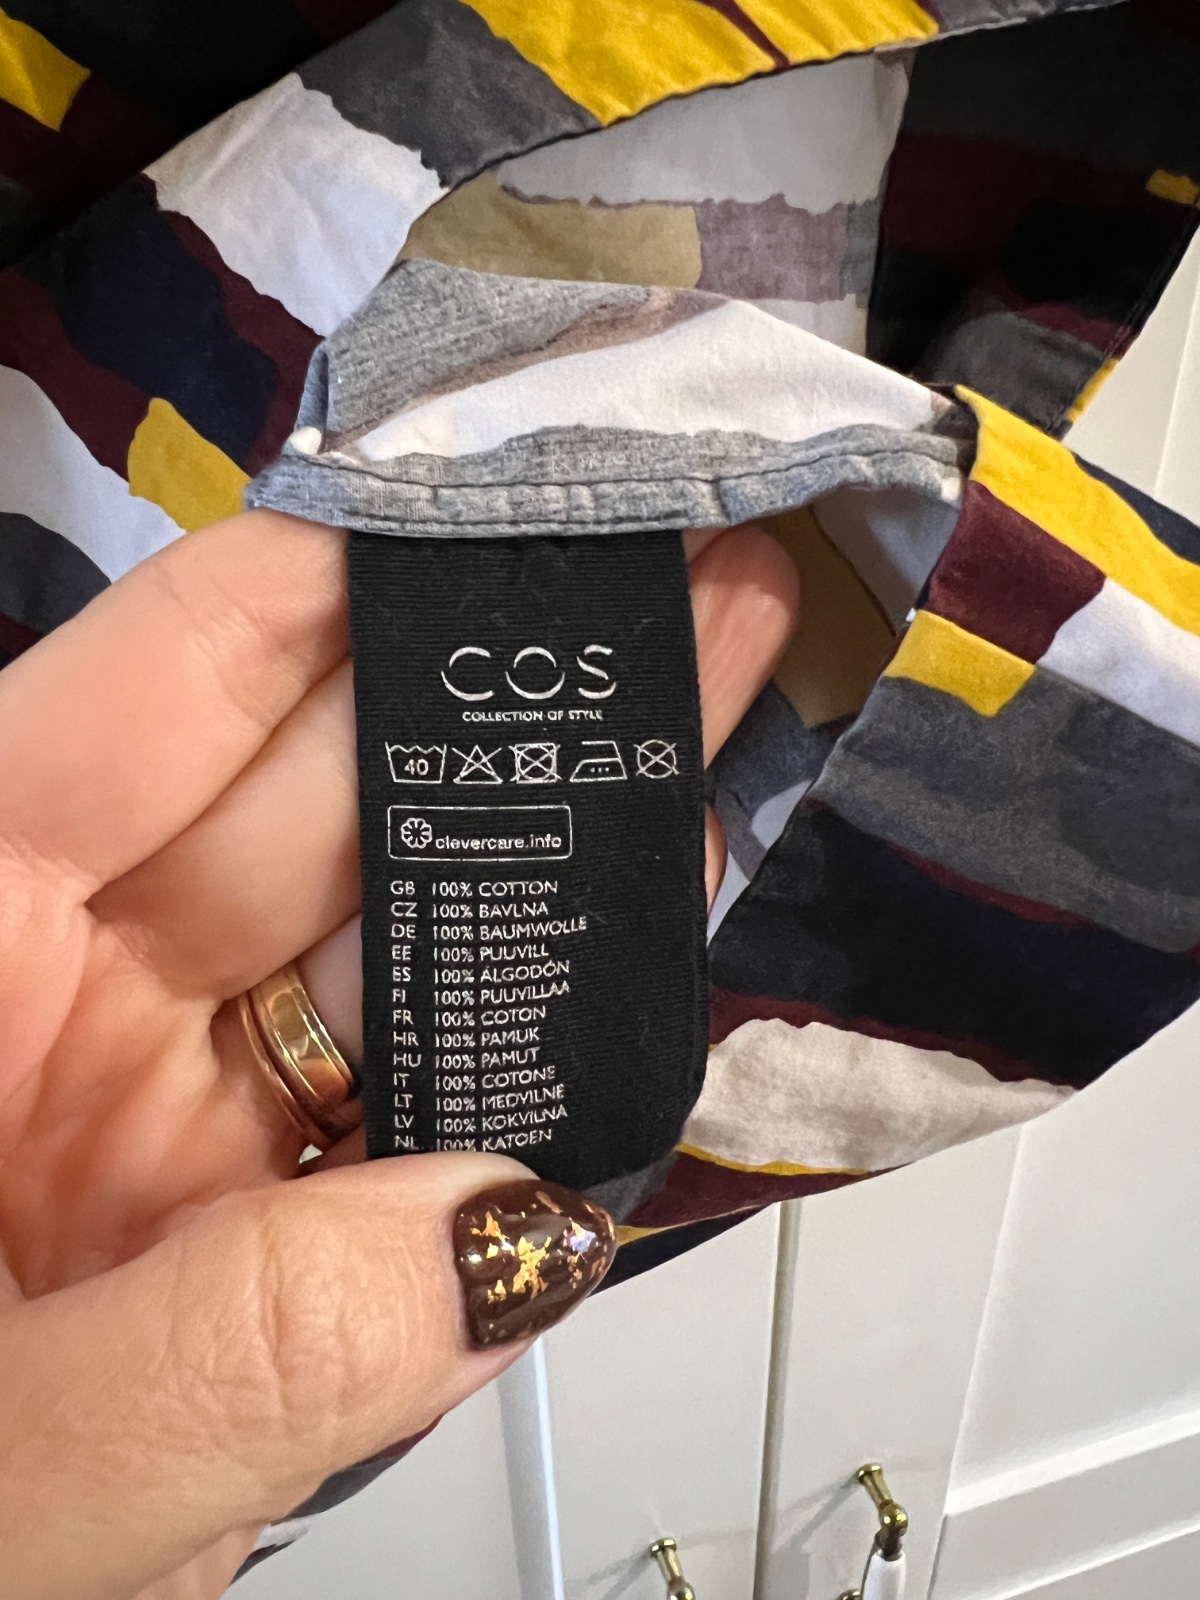 COS
COLLECTION OF STYLE
40
clevercare.info
GB 100% COTTON
CZ 100% BAVLNA
DE 100% BAUMWOLLE
EE 100% PUUVILL
ES 100% ALGODÓN
FI 100% PUUVILLAA
FR 100% COTON
HR 100% PAMUK
HU 100% PAMUT
IT 100% COTONE
LT 100% MEDVILNE
LV 100% KOKVILNA
NL 100% KATOEN